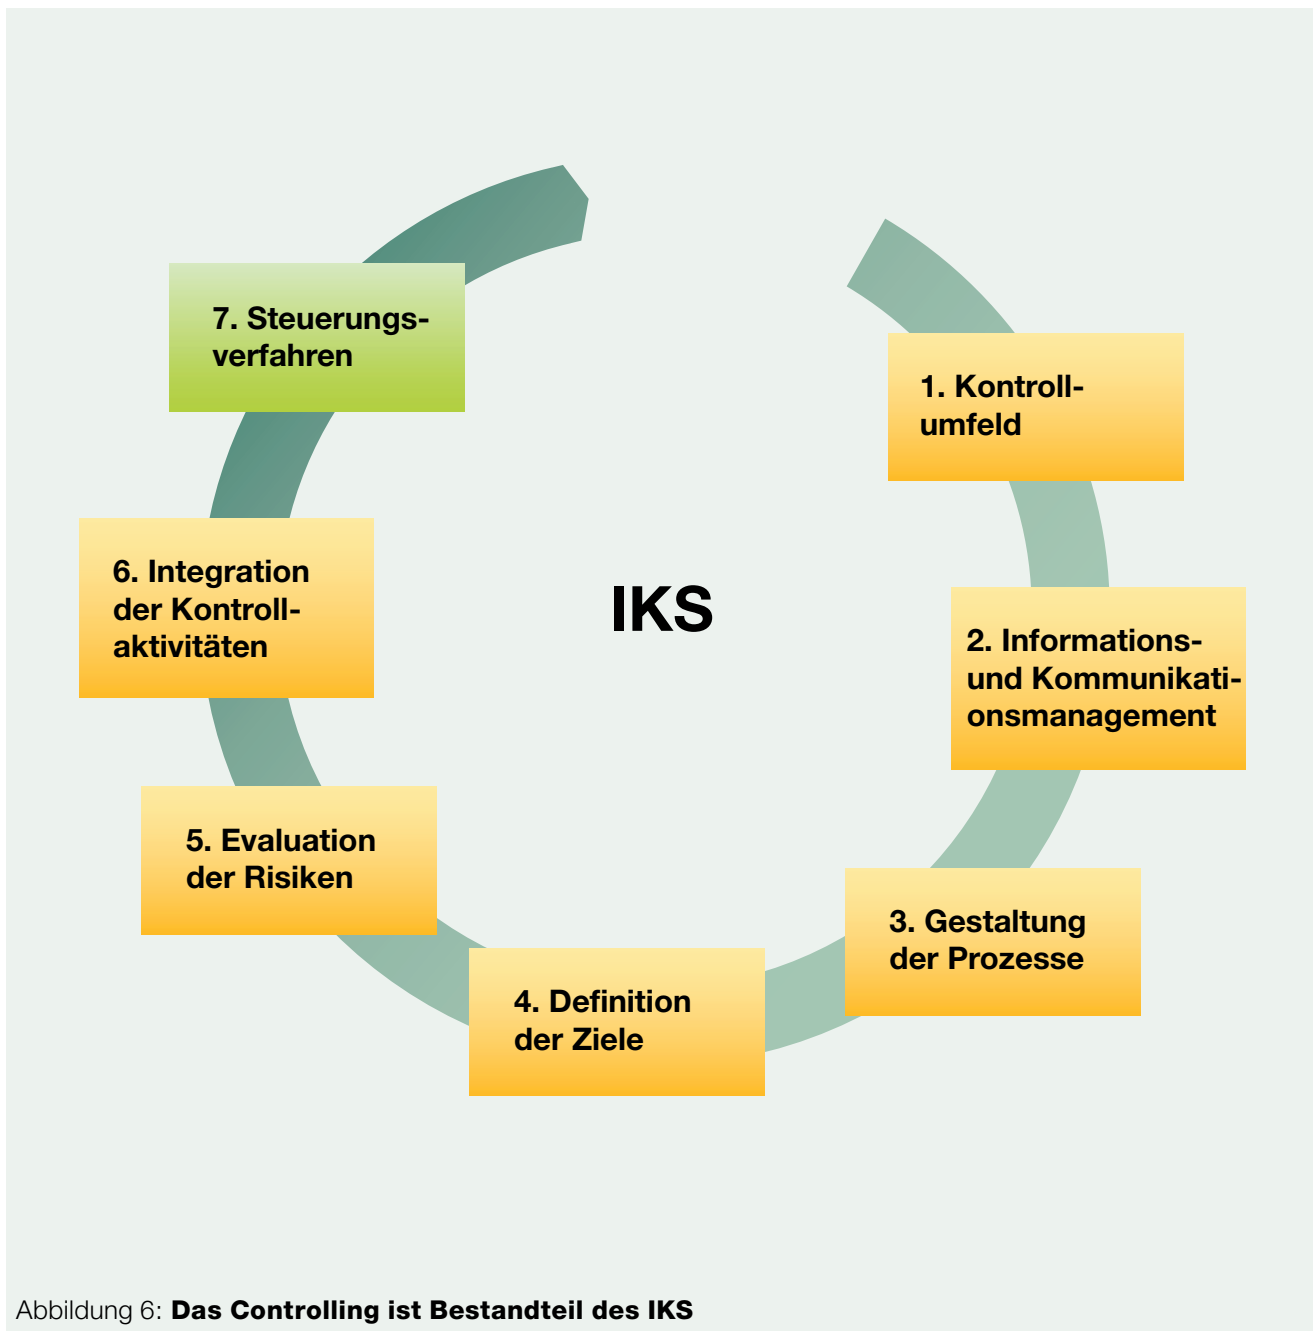 7. Steuerungs-
verfahren
1. Kontroll-
umfeld
6. Integration
der Kontroll-
aktivitäten
IKS
2. Informations-
und Kommunikati-
onsmanagement
5. Evaluation
der Risiken
3. Gestaltung
der Prozesse
4. Definition
der Ziele
Abbildung 6: Das Controlling ist Bestandteil des IKS